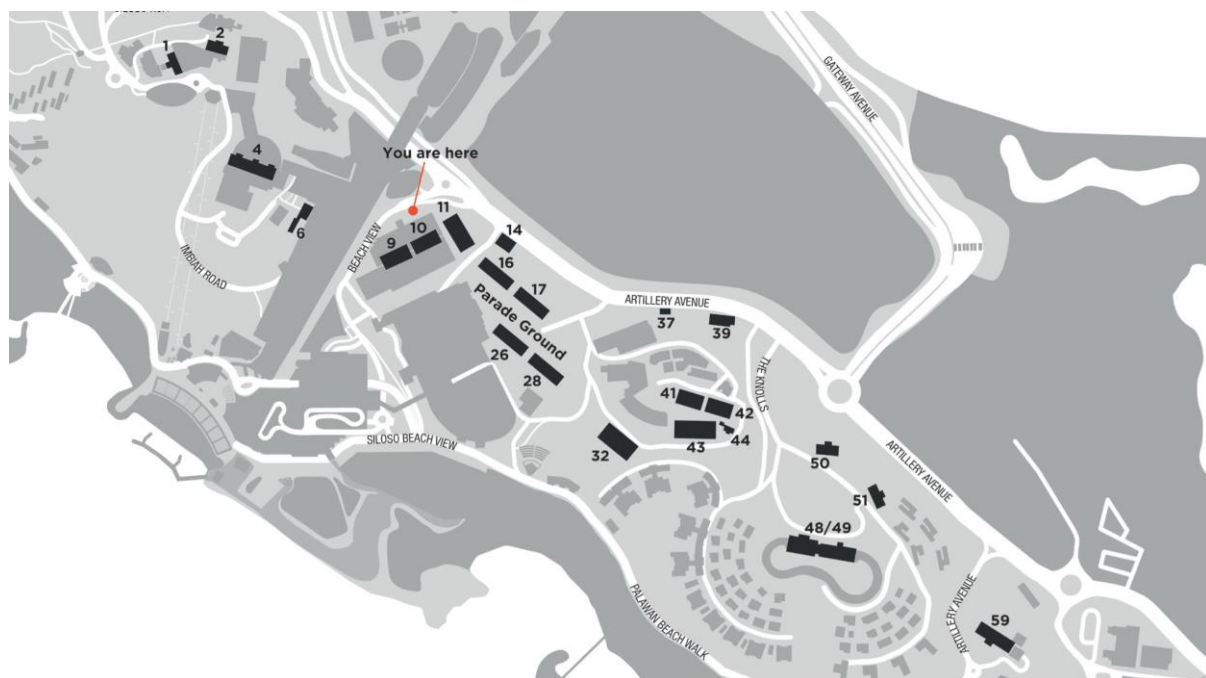 2
1
GATEWAY AVENUE
4
You are here
11
6
10
14
9
BEACH VIEW
16
IMBIAH ROAD
17
ARTILLERY AVENUE
Parade Ground
37
39
26
28
THE KNOLLS
41
42
SILOSO BEACH VIEW
43
44
32
50
ARTILLERY AVENUE
51
48/49
PALAWAN BEACH WALK
ARTILLERY AVENUE
59